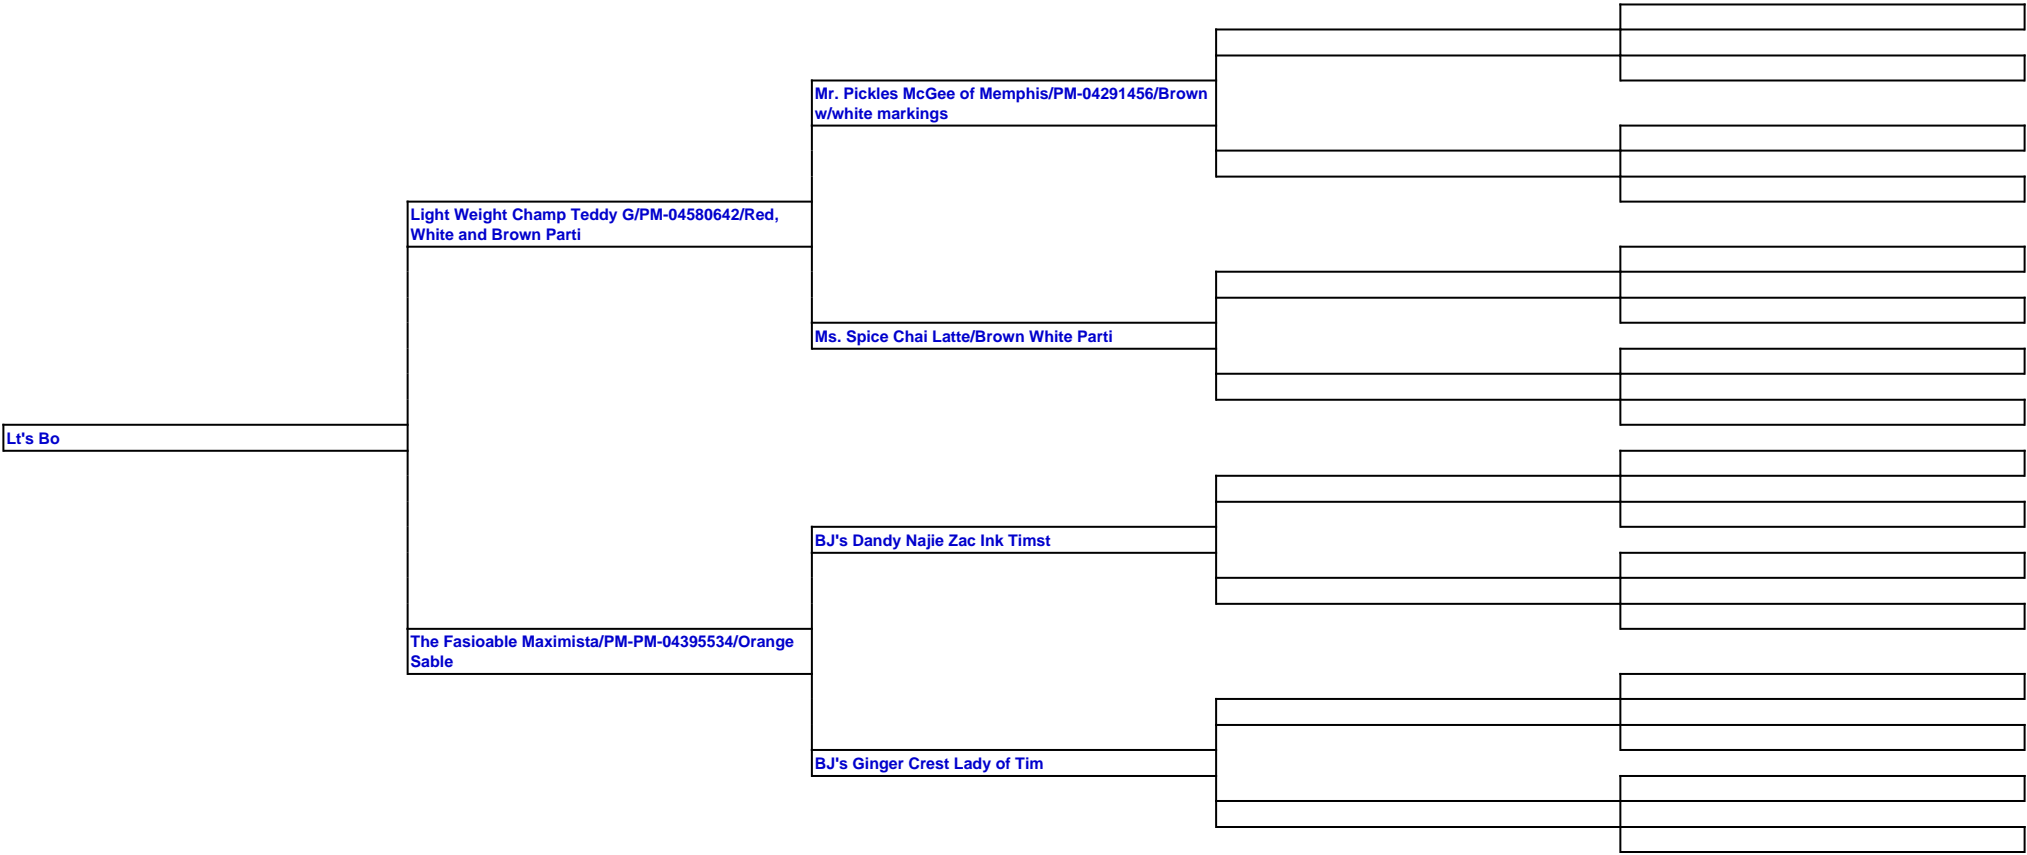 Mr. Pickles McGee of Memphis/PM-04291456/Brown
w/white markings
Light Weight Champ Teddy G/PM-04580642/Red,
White and Brown Parti
Ms. Spice Chai Latte/Brown White Parti
Lt's Bo
BJ's Dandy Najie Zac Ink Timst
The Fasioable Maximista/PM-PM-04395534/Orange
Sable
BJ's Ginger Crest Lady of Tim